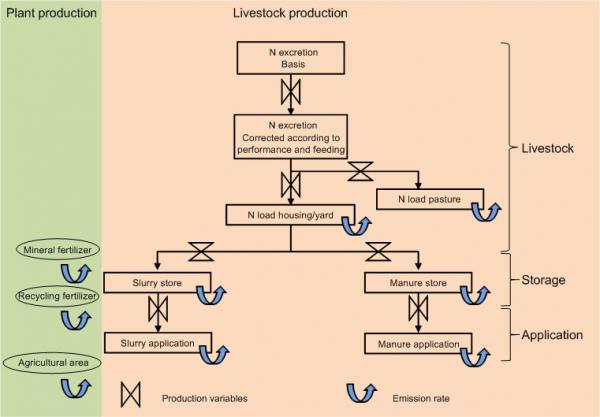 Plant production
Livestock production
N excretion
Basis
N excretion
Corrected according to
performance and feeding
Livestock
N load pasture
N load housing/yard
Mineral fertilizer
Slurry store
Manure store
Storage
Recycling fertilizer
Slurry application
Manure application
Application
Agricultural area
Production variables
Emission rate